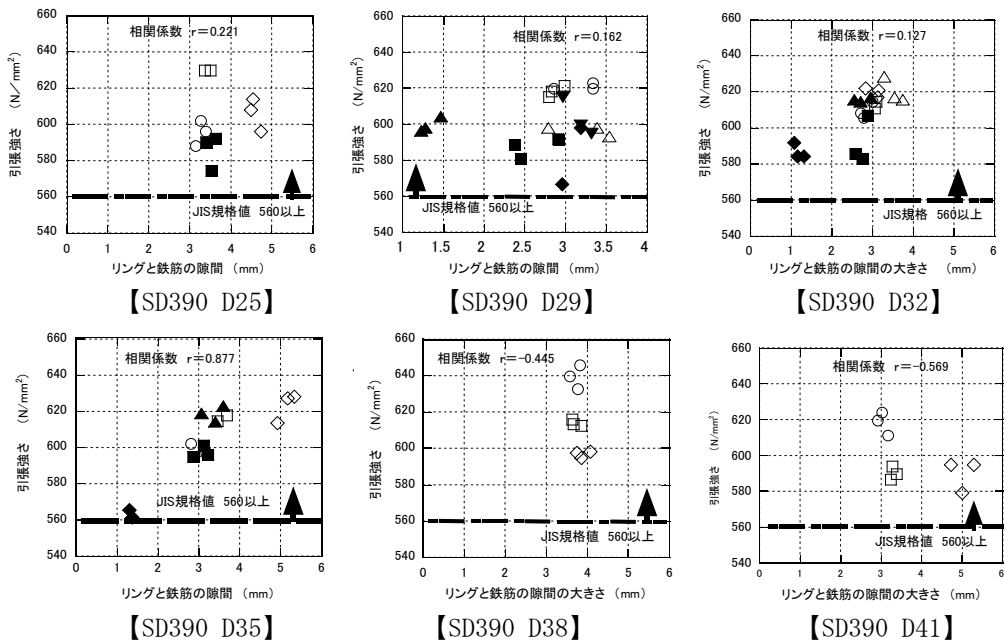 660
640
620
600
580
560
540
引張強さ （N/mm²）
相関係数 r=0.221
JIS規格値 560以上
0 1 2 3 4 5 6
リングと鉄筋の隙間 （mm）
【SD390 D25】
660
640
620
600
580
560
540
引張強さ （N/mm²）
相関係数 r=0.162
JIS規格値 560以上
1 1.5 2 2.5 3 3.5 4
リングと鉄筋の隙間 （mm）
【SD390 D29】
660
640
620
600
580
560
540
引張強さ （N/mm²）
相関係数 r=0.127
JIS規格 560以上
0 1 2 3 4 5 6
リングと鉄筋の隙間の大きさ （mm）
【SD390 D32】
660
640
620
600
580
560
540
引張強さ （N/mm²）
相関係数 r=0.877
JIS規格値 560以上
0 1 2 3 4 5 6
リングと鉄筋の隙間 （mm）
【SD390 D35】
660
640
620
600
580
560
540
引張強さ （N/mm²）
相関係数 r=-0.445
JIS規格値 560以上
0 1 2 3 4 5 6
リングと鉄筋の隙間の大きさ （mm）
【SD390 D38】
660
640
620
600
580
560
540
引張強さ （N/mm²）
相関係数 r=-0.569
JIS規格値 560以上
0 1 2 3 4 5 6
リングと鉄筋の隙間の大きさ （mm）
【SD390 D41】